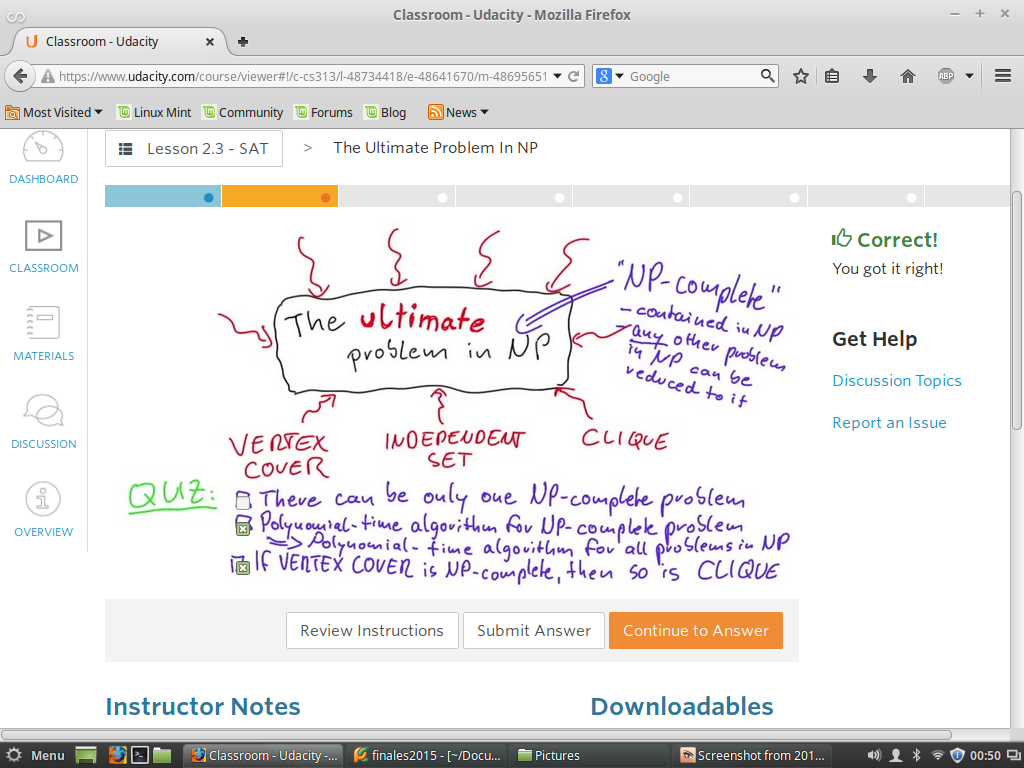 Classroom - Udacity - Mozilla Firefox
Classroom - Udacity
https://www.udacity.com/course/viewer#!/c-cs313/l-48734418/e-48641670/m-48695651
Google
ABP
Most Visited
Linux Mint
Community
Forums
Blog
News
DASHBOARD
CLASSROOM
MATERIALS
DISCUSSION
OVERVIEW
Lesson 2.3 - SAT > The Ultimate Problem In NP
The ultimate
problem in NP
"NP-complete"
- contained in NP
- any other problem
in NP can be
reduced to it
VERTEX
COVER
INDEPENDENT
SET
CLIQUE
QUIZ:
There can be only one NP-complete problem
Polynomial-time algorithm for NP-complete problem
=> Polynomial-time algorithm for all problems in NP
If VERTEX COVER is NP-complete, then so is CLIQUE
Correct!
You got it right!
Get Help
Discussion Topics
Report an Issue
Review Instructions
Submit Answer
Continue to Answer
Instructor Notes
Downloadables
Menu
Classroom - Udacity -...
finales2015 - [~/Docu...
Pictures
Screenshot from 201...
00:50